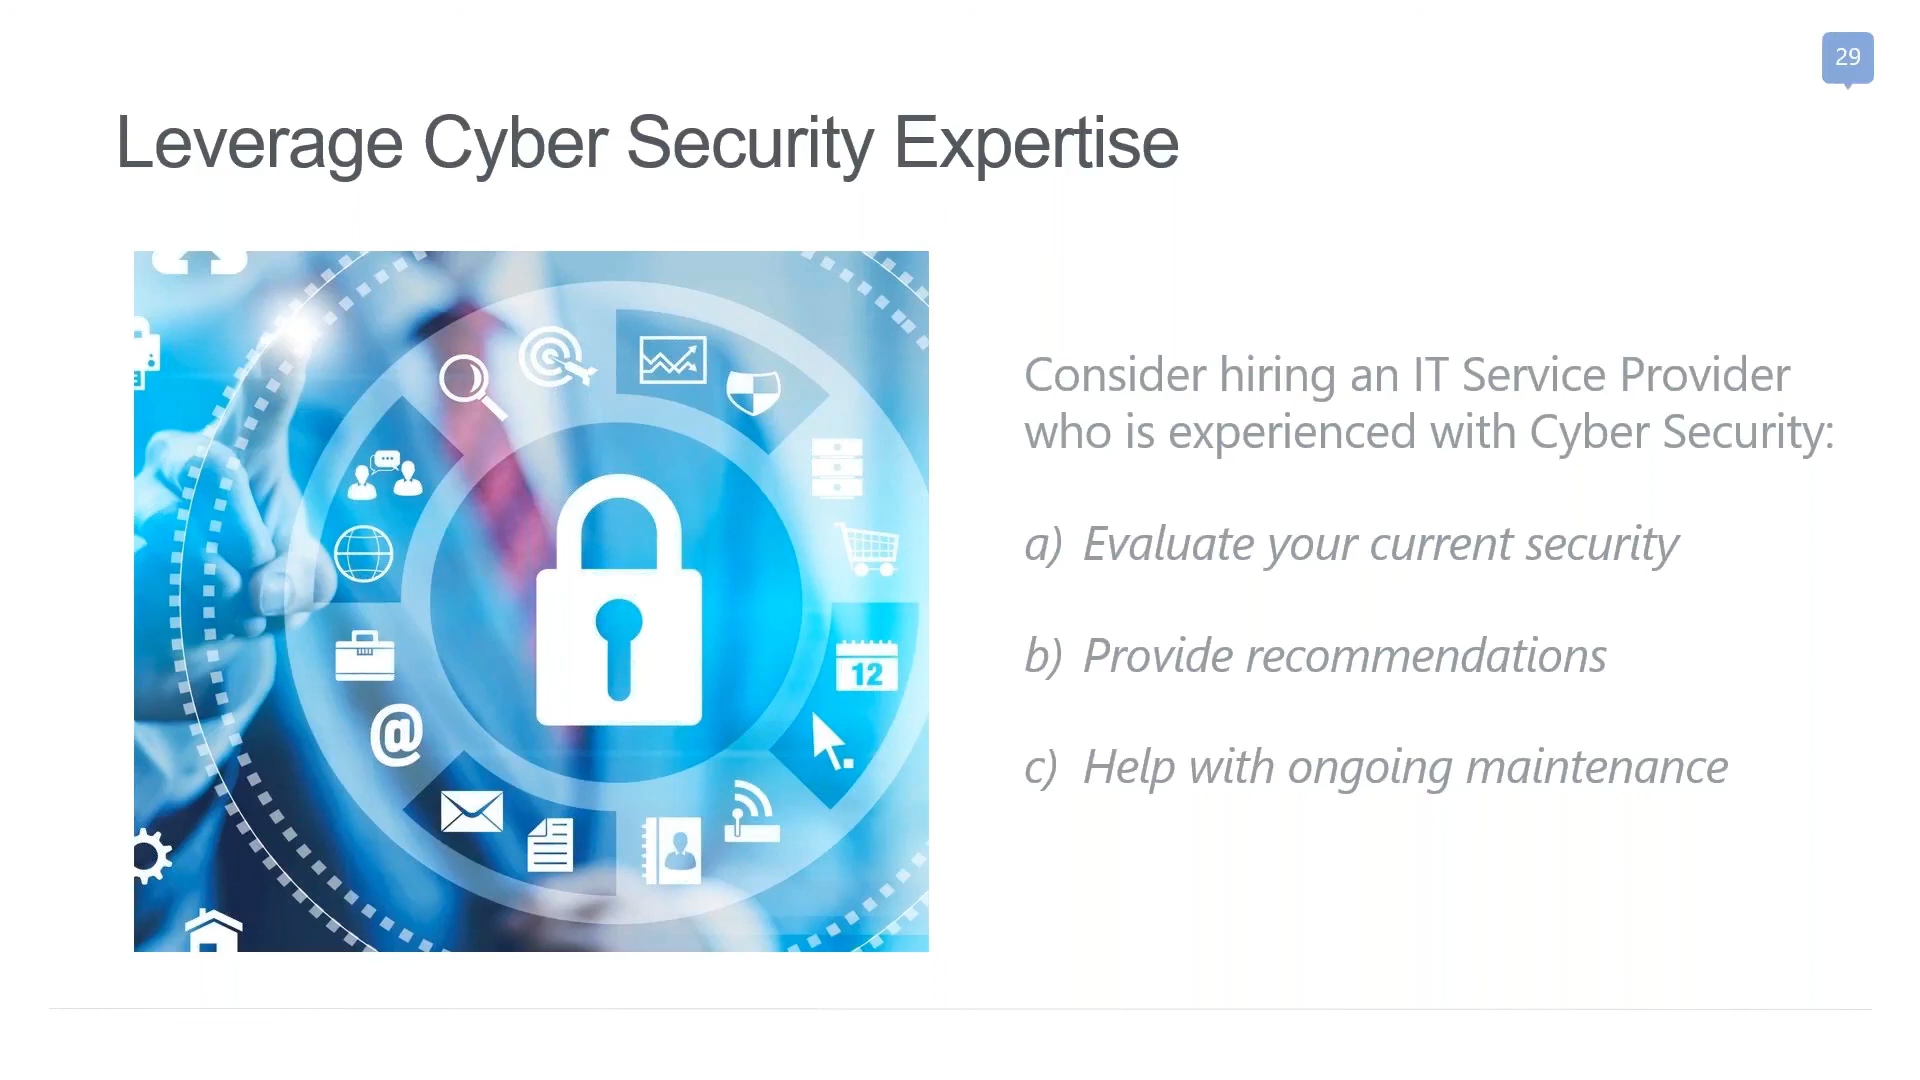 29
Leverage Cyber Security Expertise
Consider hiring an IT Service Provider
who is experienced with Cyber Security:
a) Evaluate your current security
b) Provide recommendations
c) Help with ongoing maintenance
12
@